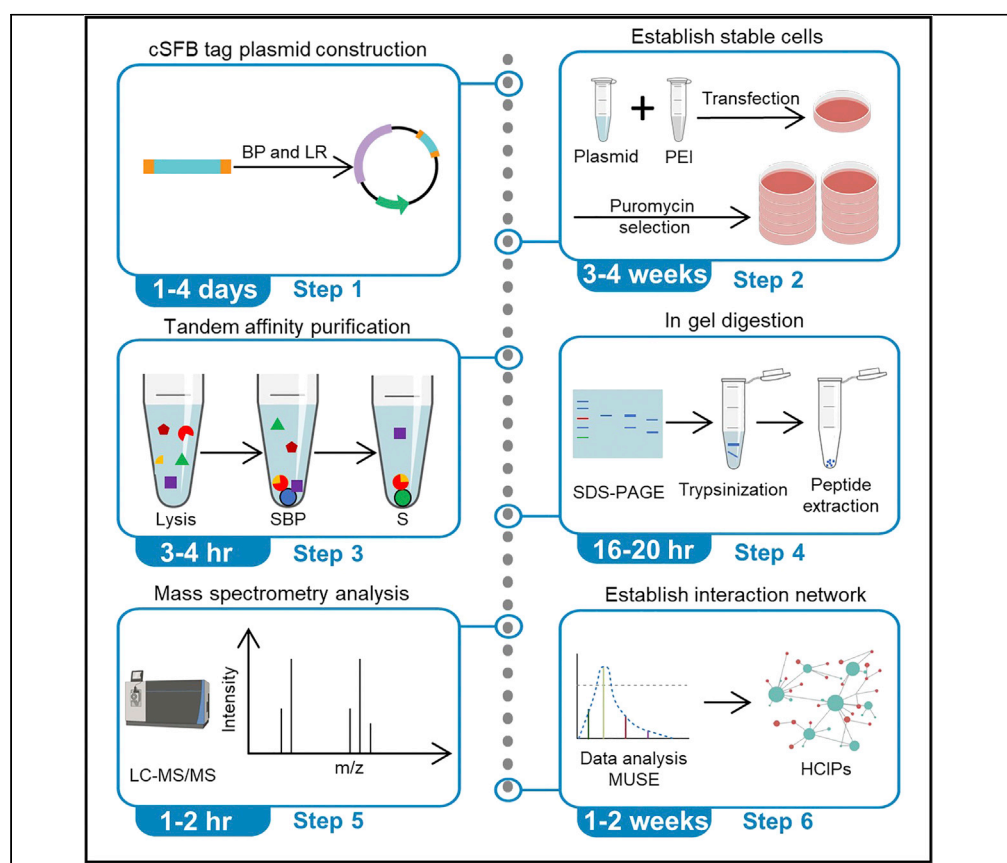 cSFB tag plasmid construction
BP and LR
1-4 days
Step 1
Establish stable cells
Transfection
Plasmid
PEI
Puromycin
selection
3-4 weeks
Step 2
Tandem affinity purification
Lysis
SBP
S
3-4 hr
Step 3
In gel digestion
SDS-PAGE
Trypsinization
Peptide
extraction
16-20 hr
Step 4
Mass spectrometry analysis
LC-MS/MS
Intensity
m/z
1-2 hr
Step 5
Establish interaction network
Data analysis
MUSE
HCIPs
1-2 weeks
Step 6